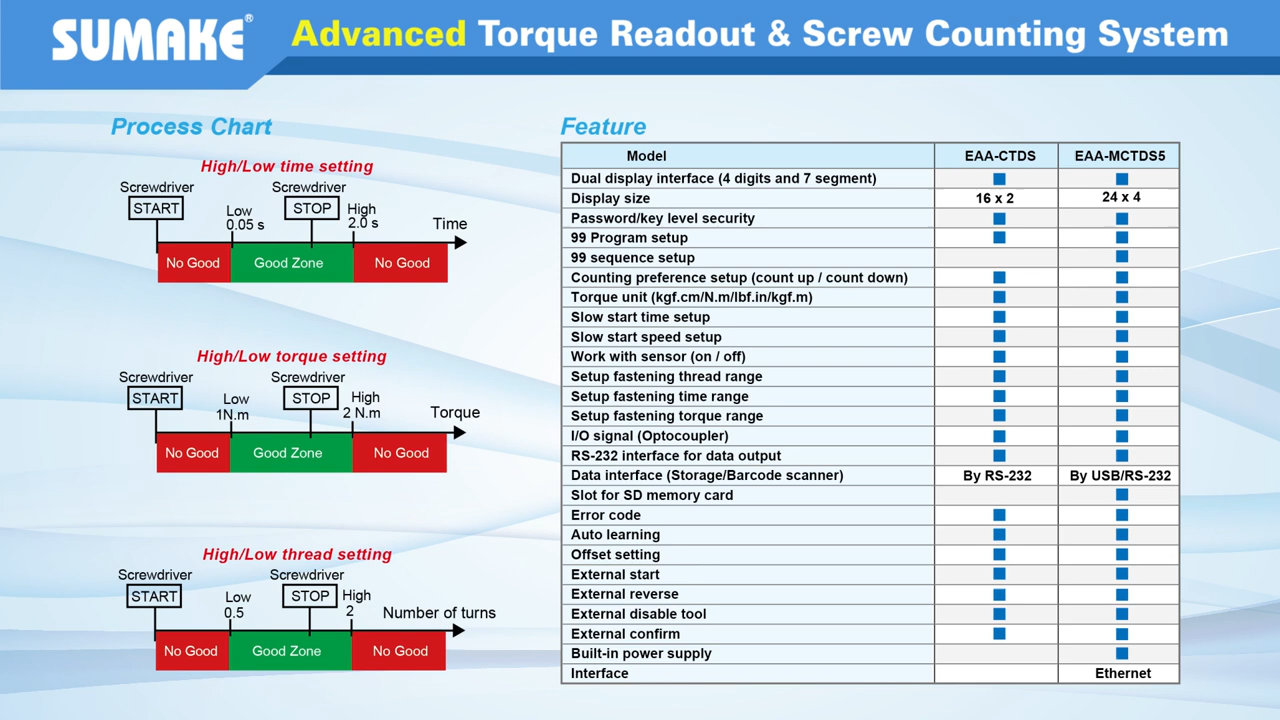 SUMAKE®
Advanced Torque Readout & Screw Counting System
Process Chart
High/Low time setting
Screwdriver Screwdriver
START Low 0.05 s STOP High 2.0 s Time
No Good Good Zone No Good
High/Low torque setting
Screwdriver Screwdriver
START Low 1N.m STOP High 2 N.m Torque
No Good Good Zone No Good
High/Low thread setting
Screwdriver Screwdriver
START Low 0.5 STOP High 2 Number of turns
No Good Good Zone No Good
Feature
Model EAA-CTDS EAA-MCTDS5
Dual display interface (4 digits and 7 segment) ■ ■
Display size 16 x 2 24 x 4
Password/key level security ■ ■
99 Program setup ■ ■
99 sequence setup ■
Counting preference setup (count up / count down) ■ ■
Torque unit (kgf.cm/N.m/lbf.in/kgf.m) ■ ■
Slow start time setup ■ ■
Slow start speed setup ■ ■
Work with sensor (on / off) ■ ■
Setup fastening thread range ■ ■
Setup fastening time range ■ ■
Setup fastening torque range ■ ■
I/O signal (Optocoupler) ■ ■
RS-232 interface for data output ■ ■
Data interface (Storage/Barcode scanner) By RS-232 By USB/RS-232
Slot for SD memory card ■
Error code ■ ■
Auto learning ■ ■
Offset setting ■ ■
External start ■ ■
External reverse ■ ■
External disable tool ■ ■
External confirm ■ ■
Built-in power supply ■
Interface Ethernet